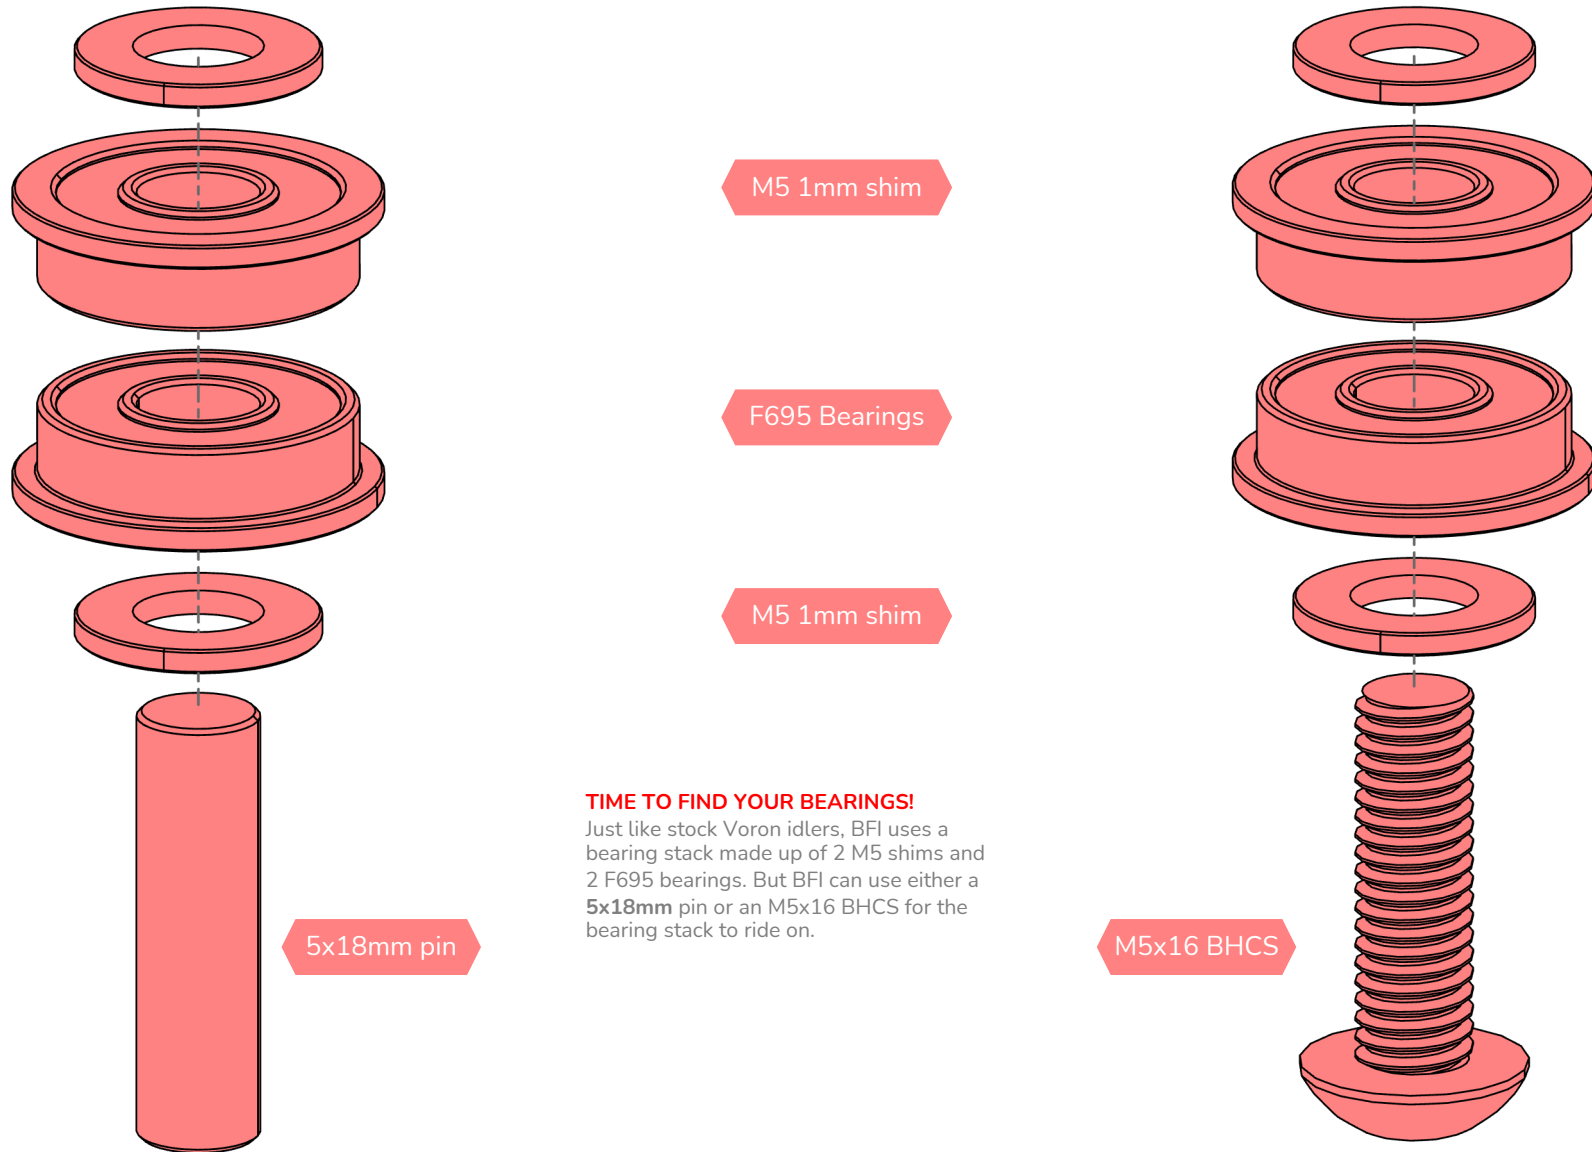 M5 1mm shim
F695 Bearings
M5 1mm shim
TIME TO FIND YOUR BEARINGS!
Just like stock Voron idlers, BFI uses a
bearing stack made up of 2 M5 shims and
2 F695 bearings. But BFI can use either a
5x18mm pin or an M5x16 BHCS for the
bearing stack to ride on.
5x18mm pin
M5x16 BHCS